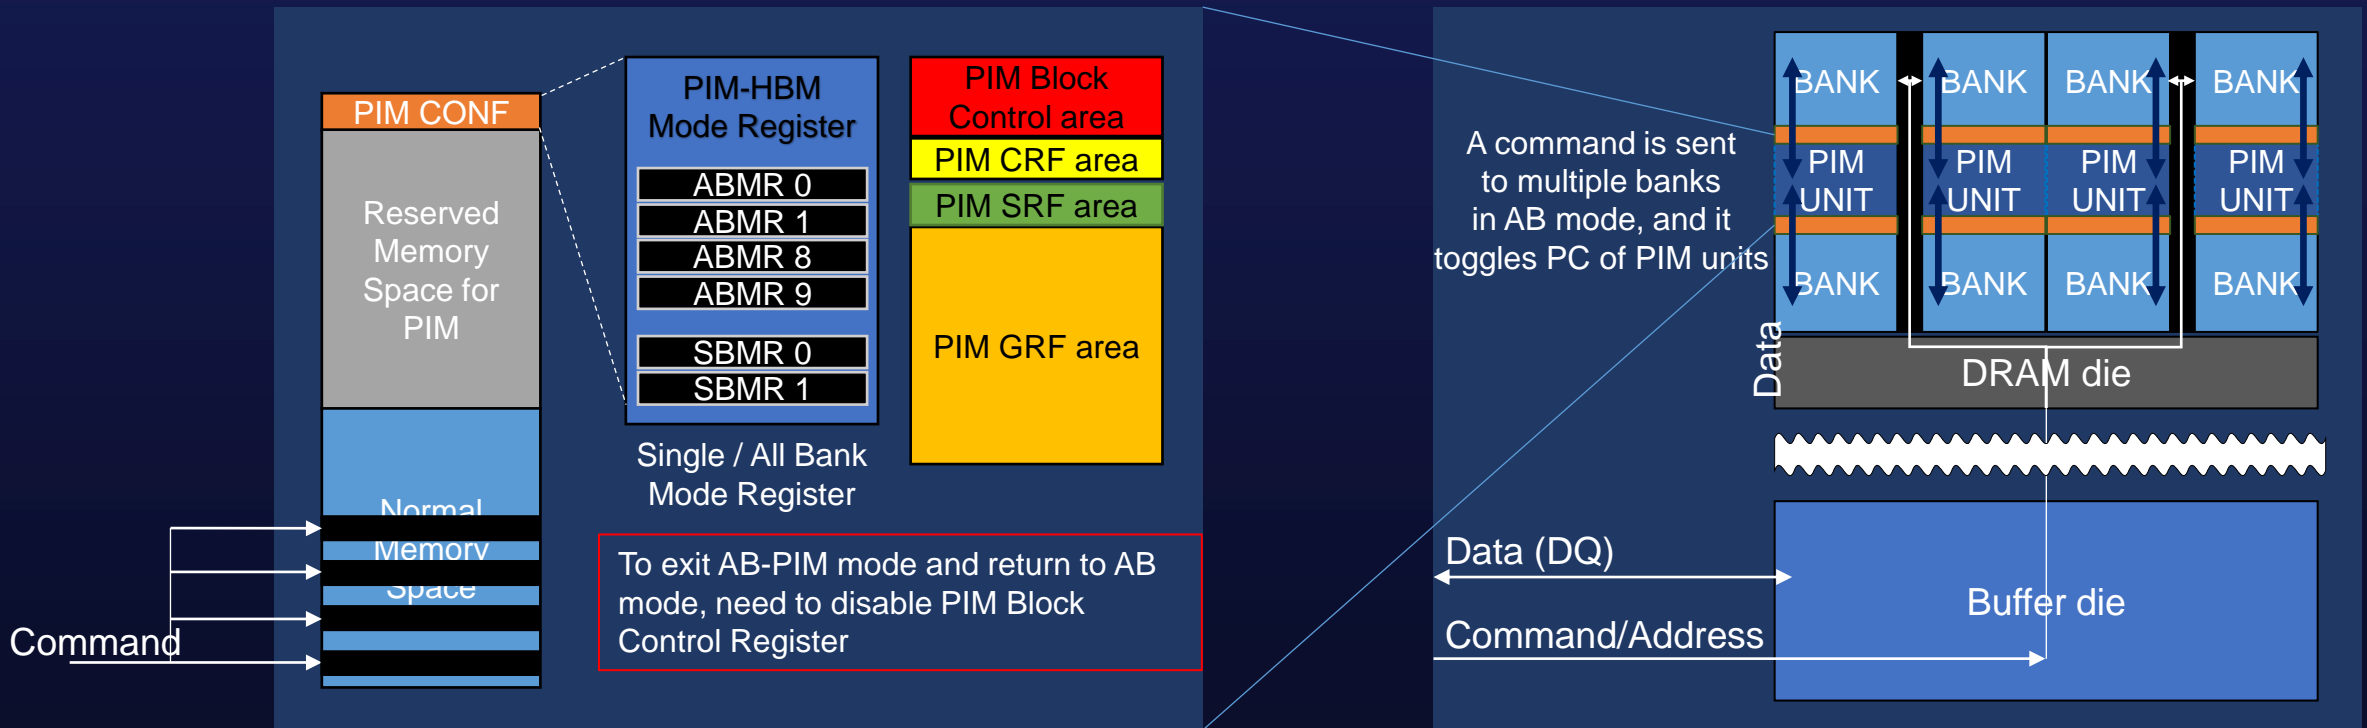 PIM CONF
Reserved
Memory
Space for
PIM
Normal
Memory
Space
Command
PIM-HBM
Mode Register
ABMR 0
ABMR 1
ABMR 8
ABMR 9
SBMR 0
SBMR 1
Single / All Bank
Mode Register
PIM Block
Control area
PIM CRF area
PIM SRF area
PIM GRF area
To exit AB-PIM mode and return to AB
mode, need to disable PIM Block
Control Register
A command is sent
to multiple banks
in AB mode, and it
toggles PC of PIM units
BANK BANK BANK BANK
PIM PIM PIM PIM
UNIT UNIT UNIT UNIT
BANK BANK BANK BANK
Data
DRAM die
Data (DQ)
Command/Address
Buffer die